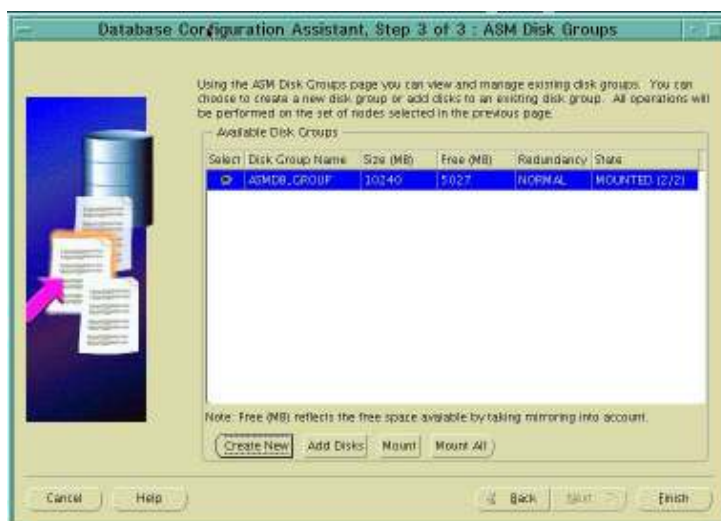 Database Configuration Assistant, Step 3 of 3 : ASM Disk Groups
Using the ASM Disk Groups page you can view and manage existing disk groups. You can
choose to create a new disk group or add disks to an existing disk group. All operations will
be performed on the set of nodes selected in the previous page.
Available Disk Groups
Select Disk Group Name Size (MB) Free (MB) Redundancy State
ASMDB_GROUP 10240 5027 NORMAL MOUNTED (2/2)
Note: Free (MB) reflects the free space available by taking mirroring into account.
Create New Add Disks Mount Mount All
Cancel Help Back Next Finish